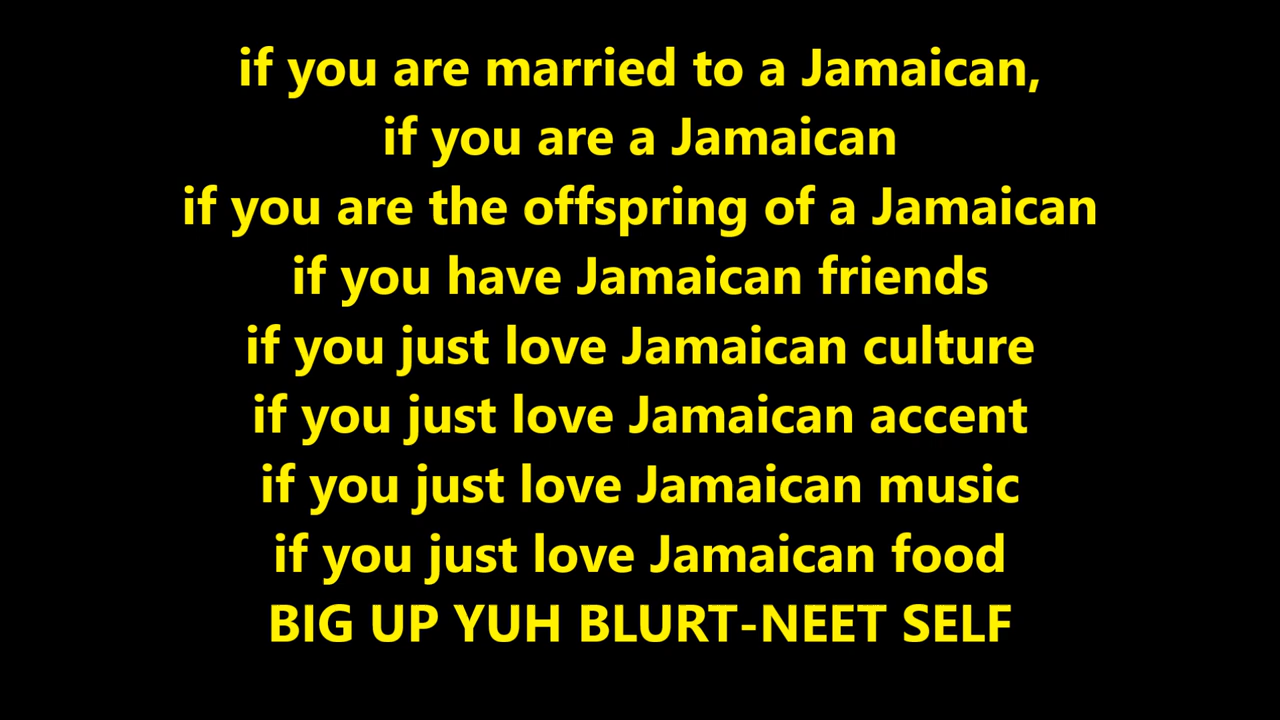 if you are married to a Jamaican,
if you are a Jamaican
if you are the offspring of a Jamaican
if you have Jamaican friends
if you just love Jamaican culture
if you just love Jamaican accent
if you just love Jamaican music
if you just love Jamaican food
BIG UP YUH BLURT-NEET SELF